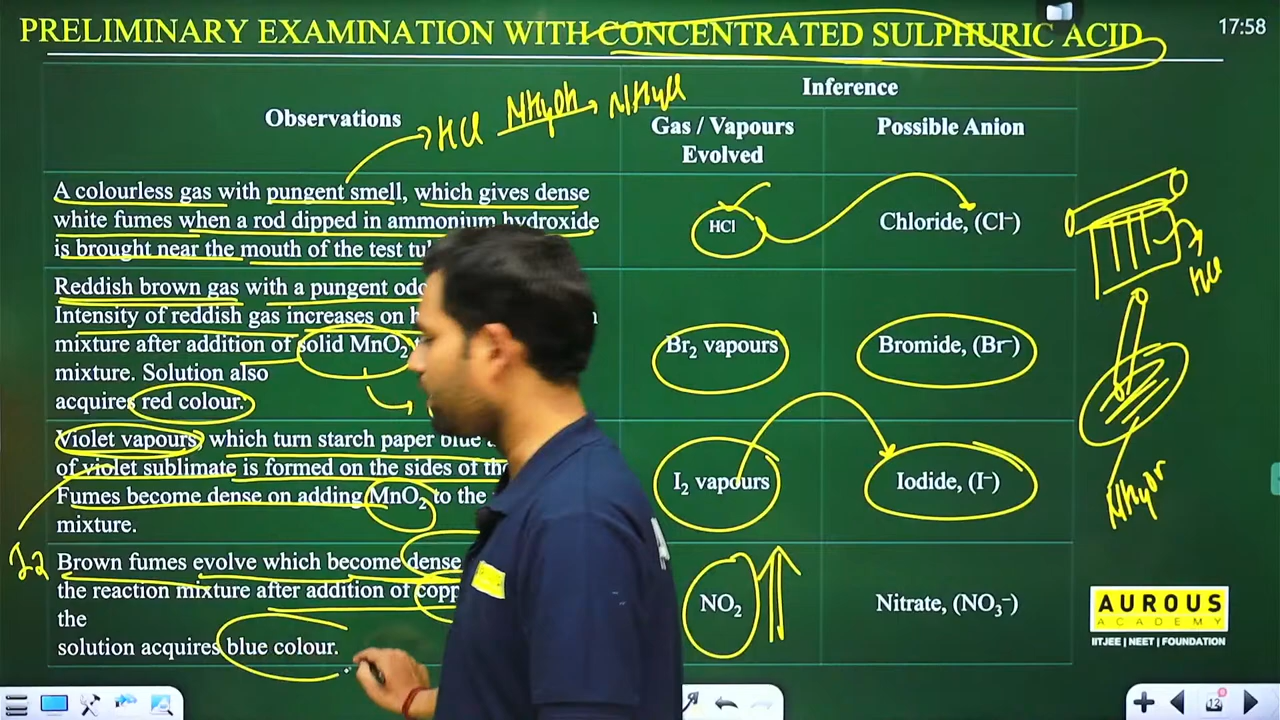 PRELIMINARY EXAMINATION WITH CONCENTRATED SULPHURIC ACID
17:58
Observations
Inference
Gas / Vapours
Evolved
Possible Anion
HCl NH4OH NH4Cl
A colourless gas with pungent smell, which gives dense
white fumes when a rod dipped in ammonium hydroxide
is brought near the mouth of the test
HCl
Chloride, (Cl⁻)
HCl
Reddish brown gas with a pungent
Intensity of reddish gas increases on
mixture after addition of solid MnO₂
mixture. Solution also
acquires red colour.
Br₂ vapours
Bromide, (Br⁻)
Violet vapours, which turn starch paper blue
of violet sublimate is formed on the sides of
Fumes become dense on adding MnO₂ to the
mixture.
I₂ vapours
Iodide, (I⁻)
Brown fumes evolve which become dense
the reaction mixture after addition of
the
solution acquires blue colour.
NO₂
Nitrate, (NO₃⁻)
AUROUS
ACADEMY
IITJEE | NEET | FOUNDATION
12